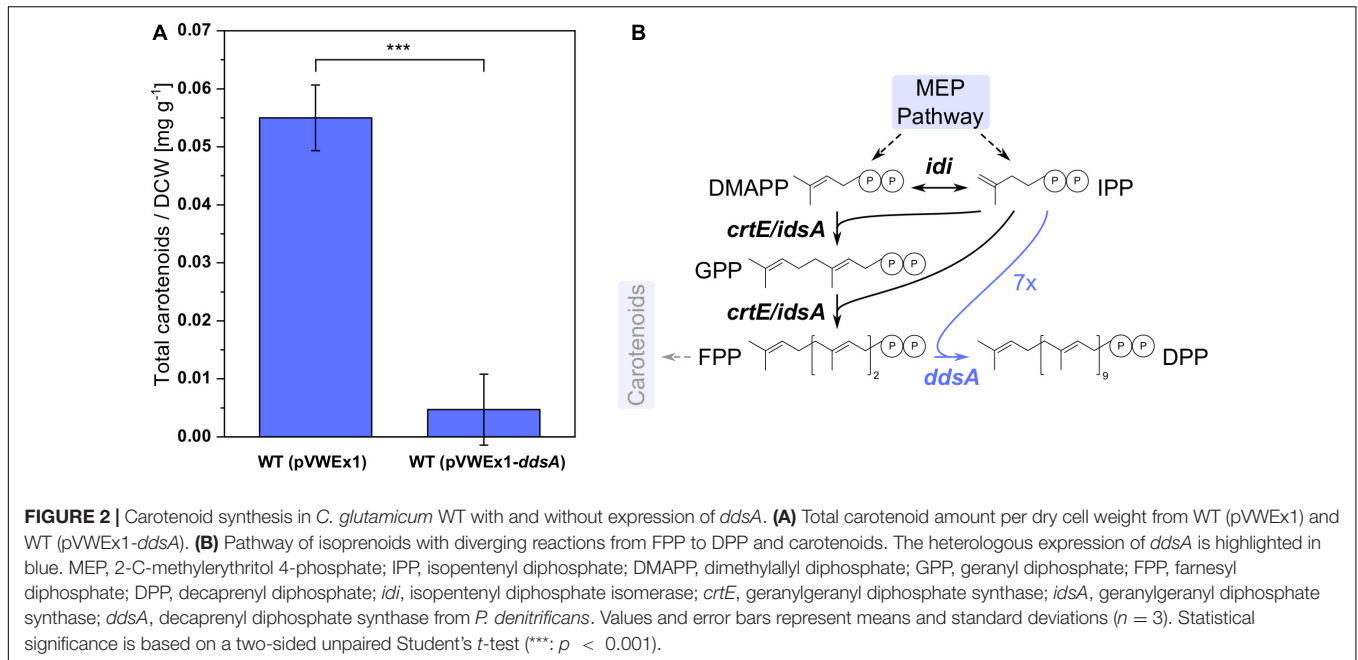 A
Total carotenoids / DCW [mg g⁻¹]
0.07
0.06
0.05
0.04
0.03
0.02
0.01
0.00
***
WT (pVWEx1)
WT (pVWEx1-ddsA)
B
MEP
Pathway
DMAPP
P P
idi
P P
IPP
crtE/idsA
GPP
P P
7x
crtE/idsA
Carotenoids
FPP
2
P P
ddsA
9
P P
DPP
FIGURE 2 | Carotenoid synthesis in C. glutamicum WT with and without expression of ddsA. (A) Total carotenoid amount per dry cell weight from WT (pVWEx1) and
WT (pVWEx1-ddsA). (B) Pathway of isoprenoids with diverging reactions from FPP to DPP and carotenoids. The heterologous expression of ddsA is highlighted in
blue. MEP, 2-C-methylerythritol 4-phosphate; IPP, isopentenyl diphosphate; DMAPP, dimethylallyl diphosphate; GPP, geranyl diphosphate; FPP, farnesyl
diphosphate; DPP, decaprenyl diphosphate; idi, isopentenyl diphosphate isomerase; crtE, geranylgeranyl diphosphate synthase; idsA, geranylgeranyl diphosphate
synthase; ddsA, decaprenyl diphosphate synthase from P. denitrificans. Values and error bars represent means and standard deviations (n = 3). Statistical
significance is based on a two-sided unpaired Student's t-test (***: p < 0.001).